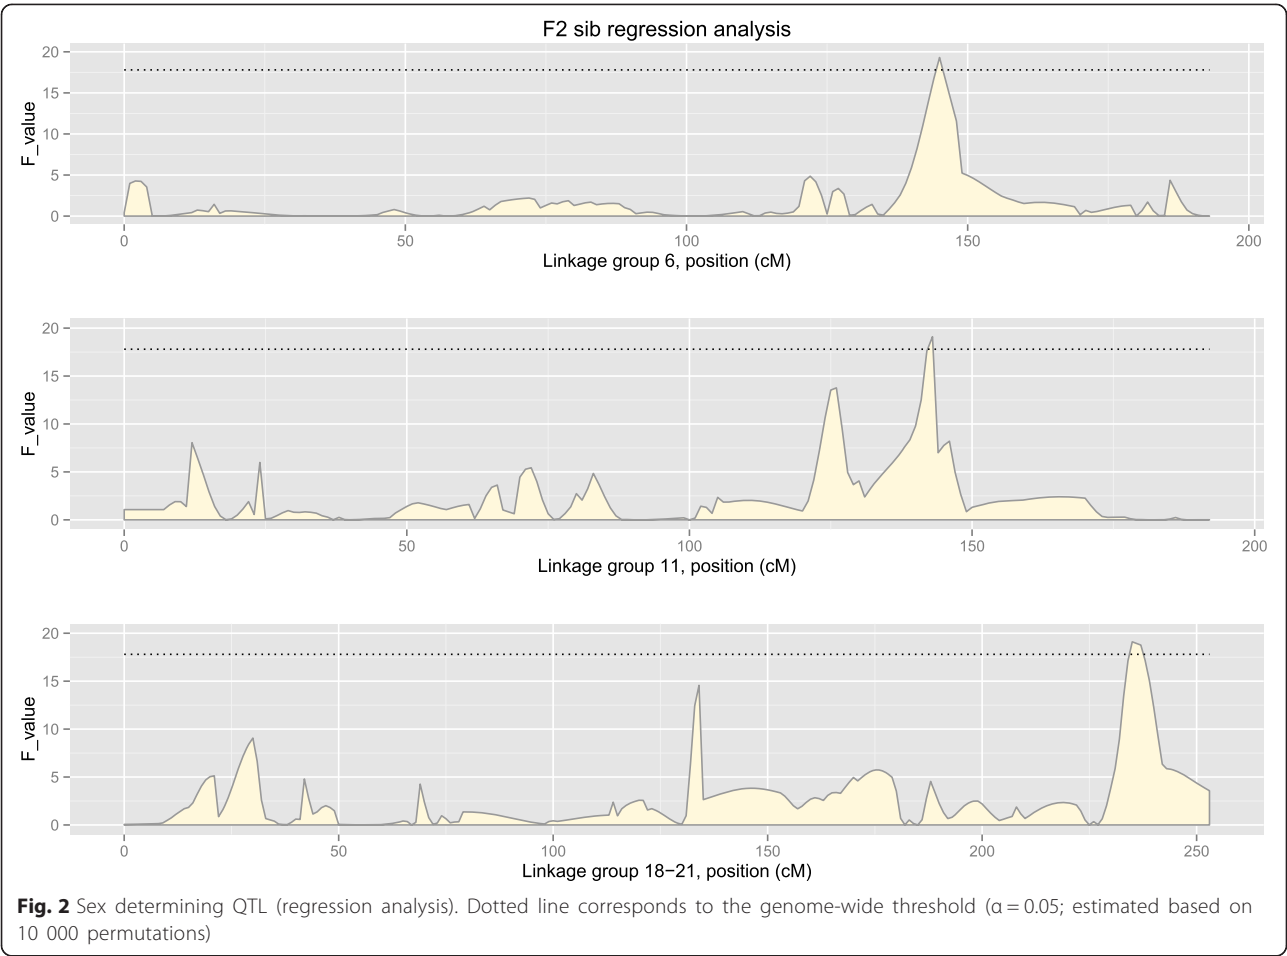 F2 sib regression analysis
20
15
10
5
0
F_value
0 50 100 150 200
Linkage group 6, position (cM)
20
15
10
5
0
F_value
0 50 100 150 200
Linkage group 11, position (cM)
20
15
10
5
0
F_value
0 50 100 150 200 250
Linkage group 18−21, position (cM)
Fig. 2 Sex determining QTL (regression analysis). Dotted line corresponds to the genome-wide threshold (α = 0.05; estimated based on
10 000 permutations)